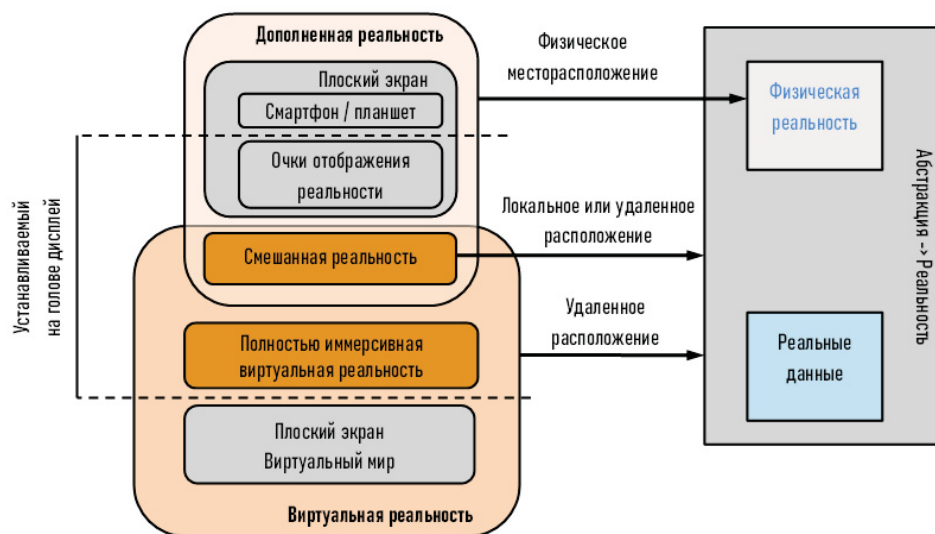 Дополненная реальность
Плоский экран
Смартфон / планшет
Очки отображения
реальности
Смешанная реальность
Полностью иммерсивная
виртуальная реальность
Плоский экран
Виртуальный мир
Виртуальная реальность
Устанавливаемый
на голове дисплей
Физическое
месторасположение
Локальное или удаленное
расположение
Удаленное
расположение
Физическая
реальность
Реальные
данные
Абстракция -> Реальность